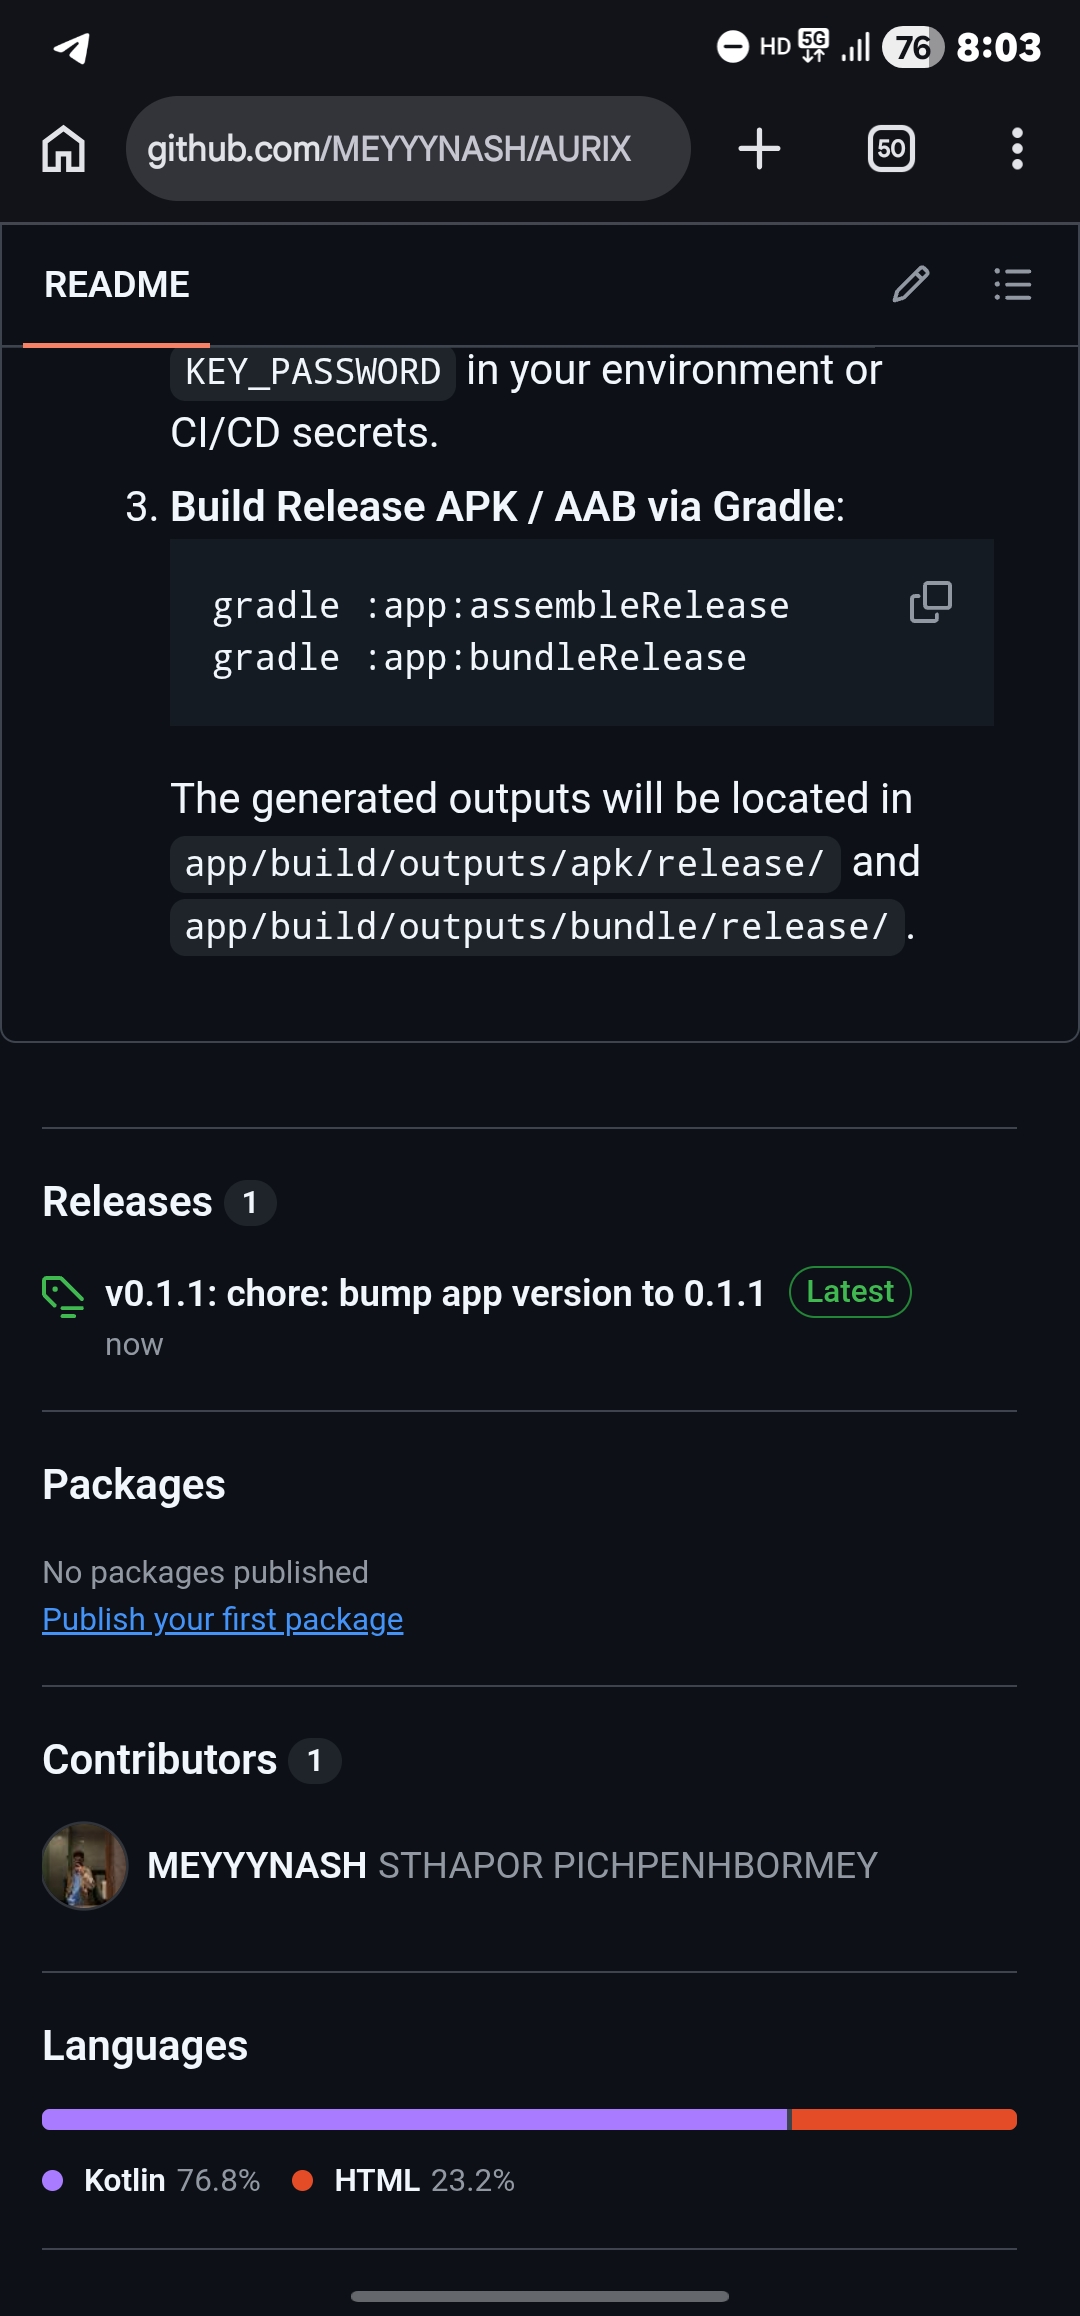 HD 5G 76 8:03
github.com/MEYYYNASH/AURIX
50
README
KEY_PASSWORD in your environment or
CI/CD secrets.
3. Build Release APK / AAB via Gradle:
gradle :app:assembleRelease
gradle :app:bundleRelease
The generated outputs will be located in
app/build/outputs/apk/release/ and
app/build/outputs/bundle/release/.
Releases 1
v0.1.1: chore: bump app version to 0.1.1 Latest
now
Packages
No packages published
Publish your first package
Contributors 1
MEYYYNASH STHAPOR PICHPENHBORMEY
Languages
Kotlin 76.8% HTML 23.2%